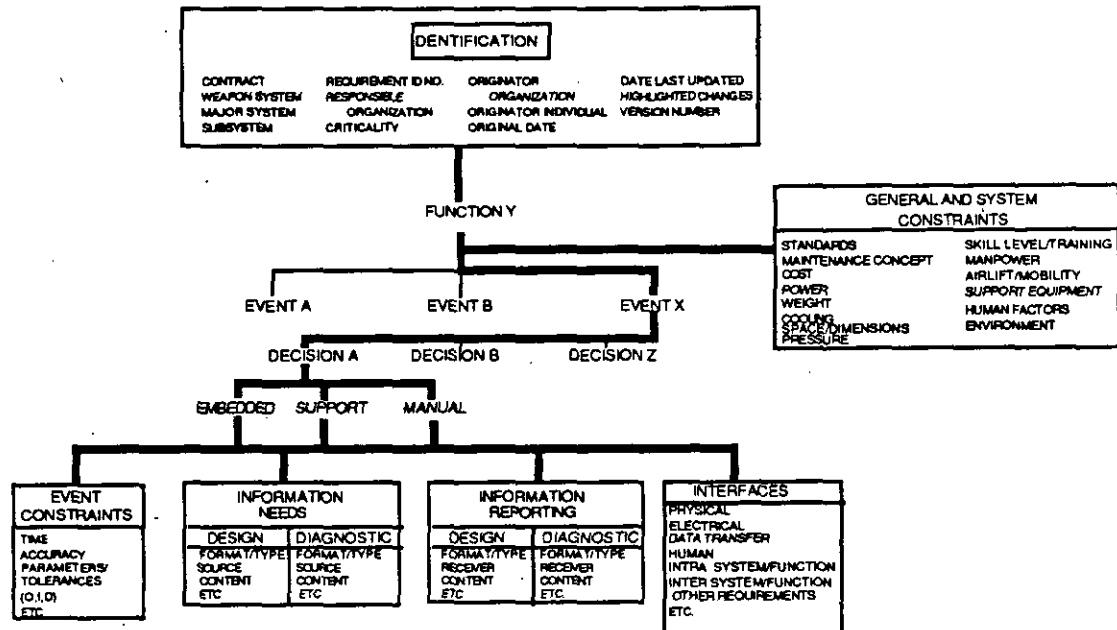 DENTIFICATION
CONTRACT
WEAPON SYSTEM
MAJOR SYSTEM
SUBSYSTEM
REQUIREMENT ID NO.
RESPONSIBLE
ORGANIZATION
CRITICALITY
ORIGINATOR
ORGANIZATION
ORIGINATOR INDIVIDUAL
ORIGINAL DATE
DATE LAST UPDATED
HIGHLIGHTED CHANGES
VERSION NUMBER
FUNCTION Y
GENERAL AND SYSTEM
CONSTRAINTS
STANDARDS
MAINTENANCE CONCEPT
COST
POWER
WEIGHT
COOLING
SPACE/DIMENSIONS
PRESSURE
SKILL LEVEL/TRAINING
MANPOWER
AIRLIFT/MOBILITY
SUPPORT EQUIPMENT
HUMAN FACTORS
ENVIRONMENT
EVENT A EVENT B EVENT X
DECISION A DECISION B DECISION Z
EMBEDDED SUPPORT MANUAL
EVENT
CONSTRAINTS
TIME
ACCURACY
PARAMETERS/
TOLERANCES
(O,I,D)
ETC
INFORMATION
NEEDS
DESIGN
FORMAT/TYPE
SOURCE
CONTENT
ETC
DIAGNOSTIC
FORMAT/TYPE
SOURCE
CONTENT
ETC
INFORMATION
REPORTING
DESIGN
FORMAT/TYPE
RECEIVER
CONTENT
ETC
DIAGNOSTIC
FORMAT/TYPE
RECEIVER
CONTENT
ETC
INTERFACES
PHYSICAL
ELECTRICAL
DATA TRANSFER
HUMAN
INTRA SYSTEM/FUNCTION
INTER SYSTEM/FUNCTION
OTHER REQUIREMENTS
ETC.